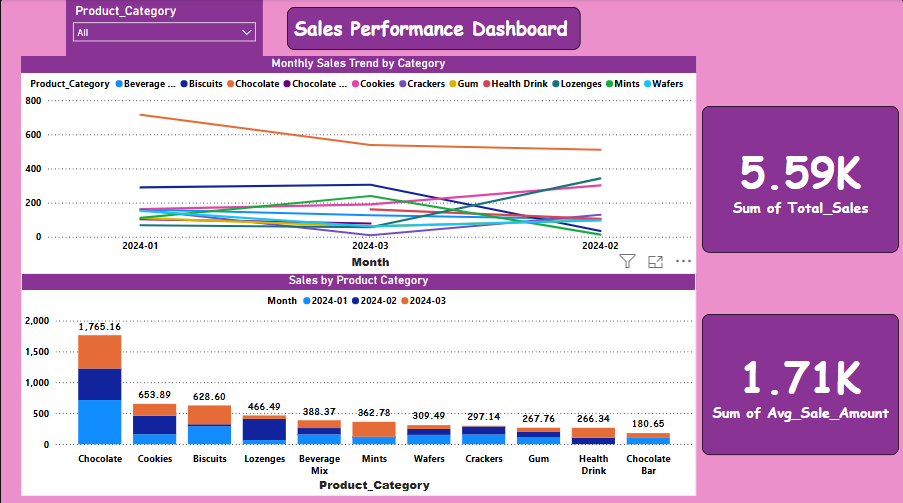 Product_Category
All
Sales Performance Dashboard
Monthly Sales Trend by Category
Product_Category Beverage ... Biscuits Chocolate Chocolate ... Cookies Crackers Gum Health Drink Lozenges Mints Wafers
800
600
400
200
0
2024-01 2024-03 2024-02
Month
5.59K
Sum of Total_Sales
Sales by Product Category
Month 2024-01 2024-02 2024-03
2,000
1,500
1,000
500
0
1,765.16 653.89 628.60 466.49 388.37 362.78 309.49 297.14 267.76 266.34 180.65
Chocolate Cookies Biscuits Lozenges Beverage Mix Mints Wafers Crackers Gum Health Drink Chocolate Bar
Product_Category
1.71K
Sum of Avg_Sale_Amount